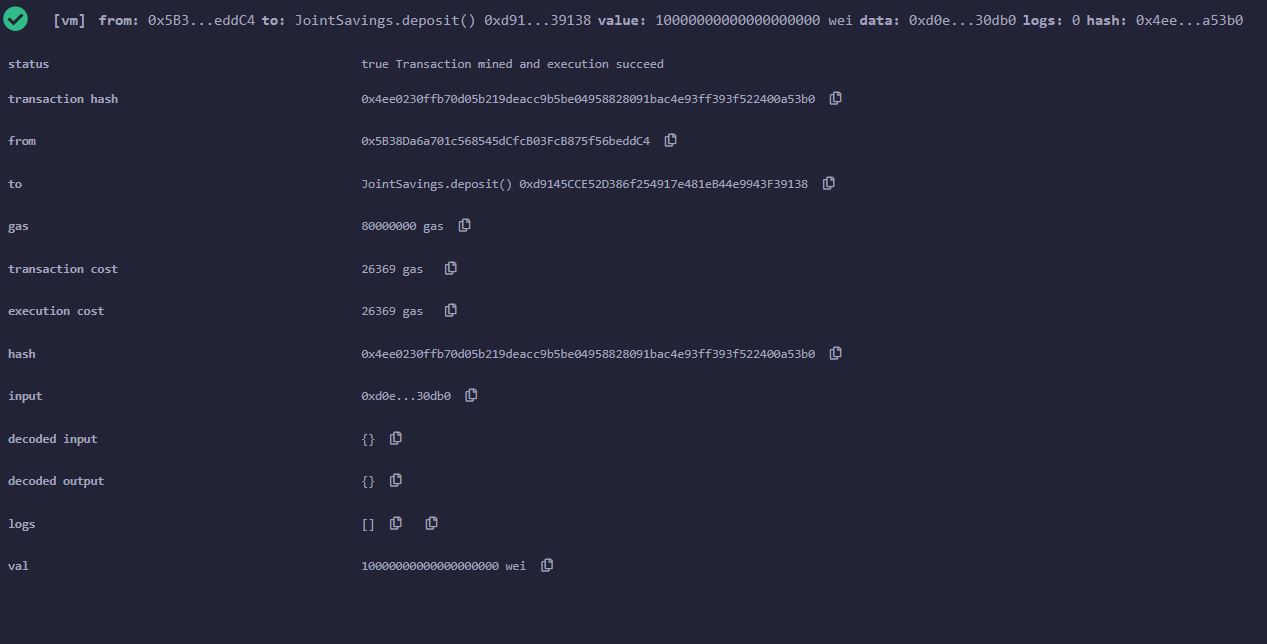 [vm] from: 0x5B3...eddC4 to: JointSavings.deposit() 0xd91...39138 value: 10000000000000000000 wei data: 0xd0e...30db0 logs: 0 hash: 0x4ee...a53b0
status true Transaction mined and execution succeed
transaction hash 0x4ee0230ffb70d05b219deacc9b5be04958828091bac4e93ff393f522400a53b0
from 0x5B38Da6a701c568545dCfcB03FcB875f56beddC4
to JointSavings.deposit() 0xd9145CCE52D386f254917e481eB44e9943F39138
gas 80000000 gas
transaction cost 26369 gas
execution cost 26369 gas
hash 0x4ee0230ffb70d05b219deacc9b5be04958828091bac4e93ff393f522400a53b0
input 0xd0e...30db0
decoded input {}
decoded output {}
logs []
val 10000000000000000000 wei